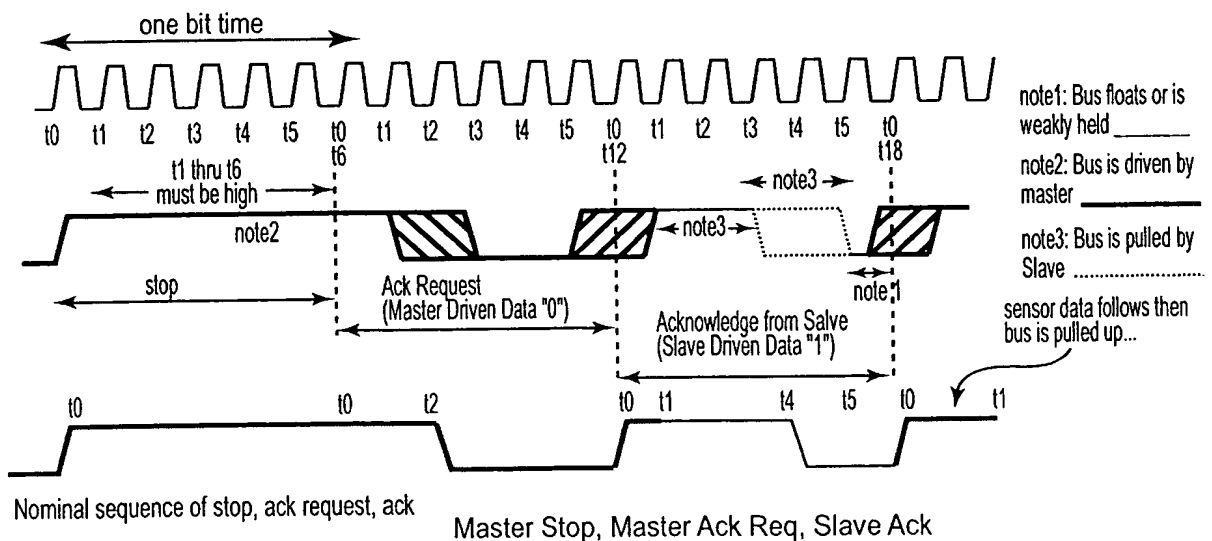 one bit time
t0 t1 t2 t3 t4 t5 t0 t1 t2 t3 t4 t5 t0 t1 t2 t3 t4 t5 t0
t6 t12 t18
t1 thru t6
must be high
note2
note3
note3
note 1
stop
Ack Request
(Master Driven Data "0")
Acknowledge from Salve
(Slave Driven Data "1")
note1: Bus floats or is
weakly held
note2: Bus is driven by
master
note3: Bus is pulled by
Slave
sensor data follows then
bus is pulled up...
t0 t0 t2 t0 t1 t4 t5 t0 t1
Nominal sequence of stop, ack request, ack
Master Stop, Master Ack Req, Slave Ack